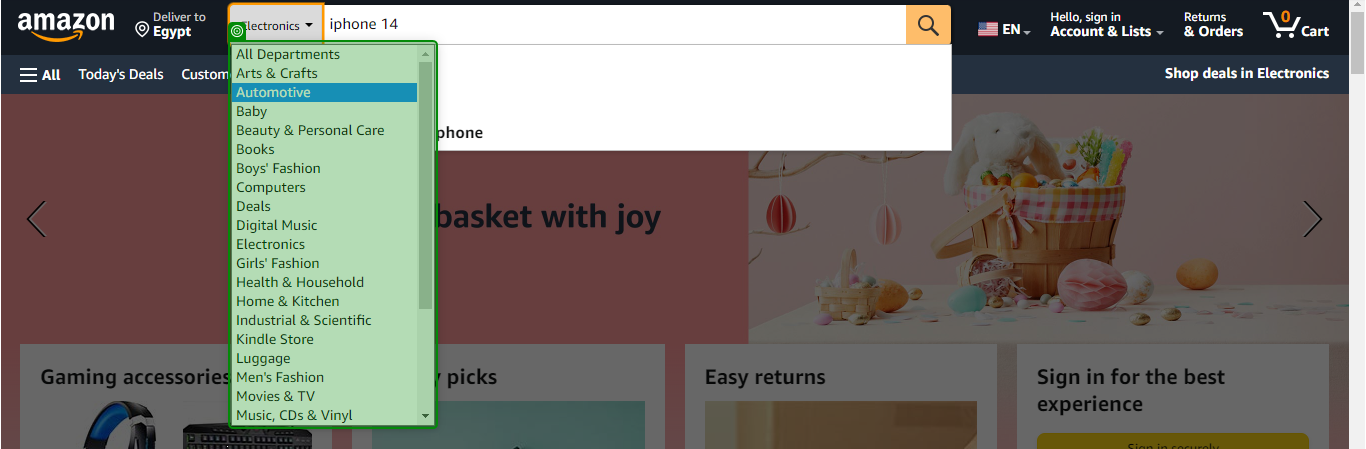 amazon
Deliver to
Egypt
Electronics
iphone 14
EN
Hello, sign in
Account & Lists
Returns
& Orders
0
Cart
All
Today's Deals
Custom
Shop deals in Electronics
All Departments
Arts & Crafts
Automotive
Baby
Beauty & Personal Care
Books
Boys' Fashion
Computers
Deals
Digital Music
Electronics
Girls' Fashion
Health & Household
Home & Kitchen
Industrial & Scientific
Kindle Store
Luggage
Men's Fashion
Movies & TV
Music, CDs & Vinyl
phone
basket with joy
Gaming accessories
y picks
Easy returns
Sign in for the best
experience
Sign in securely